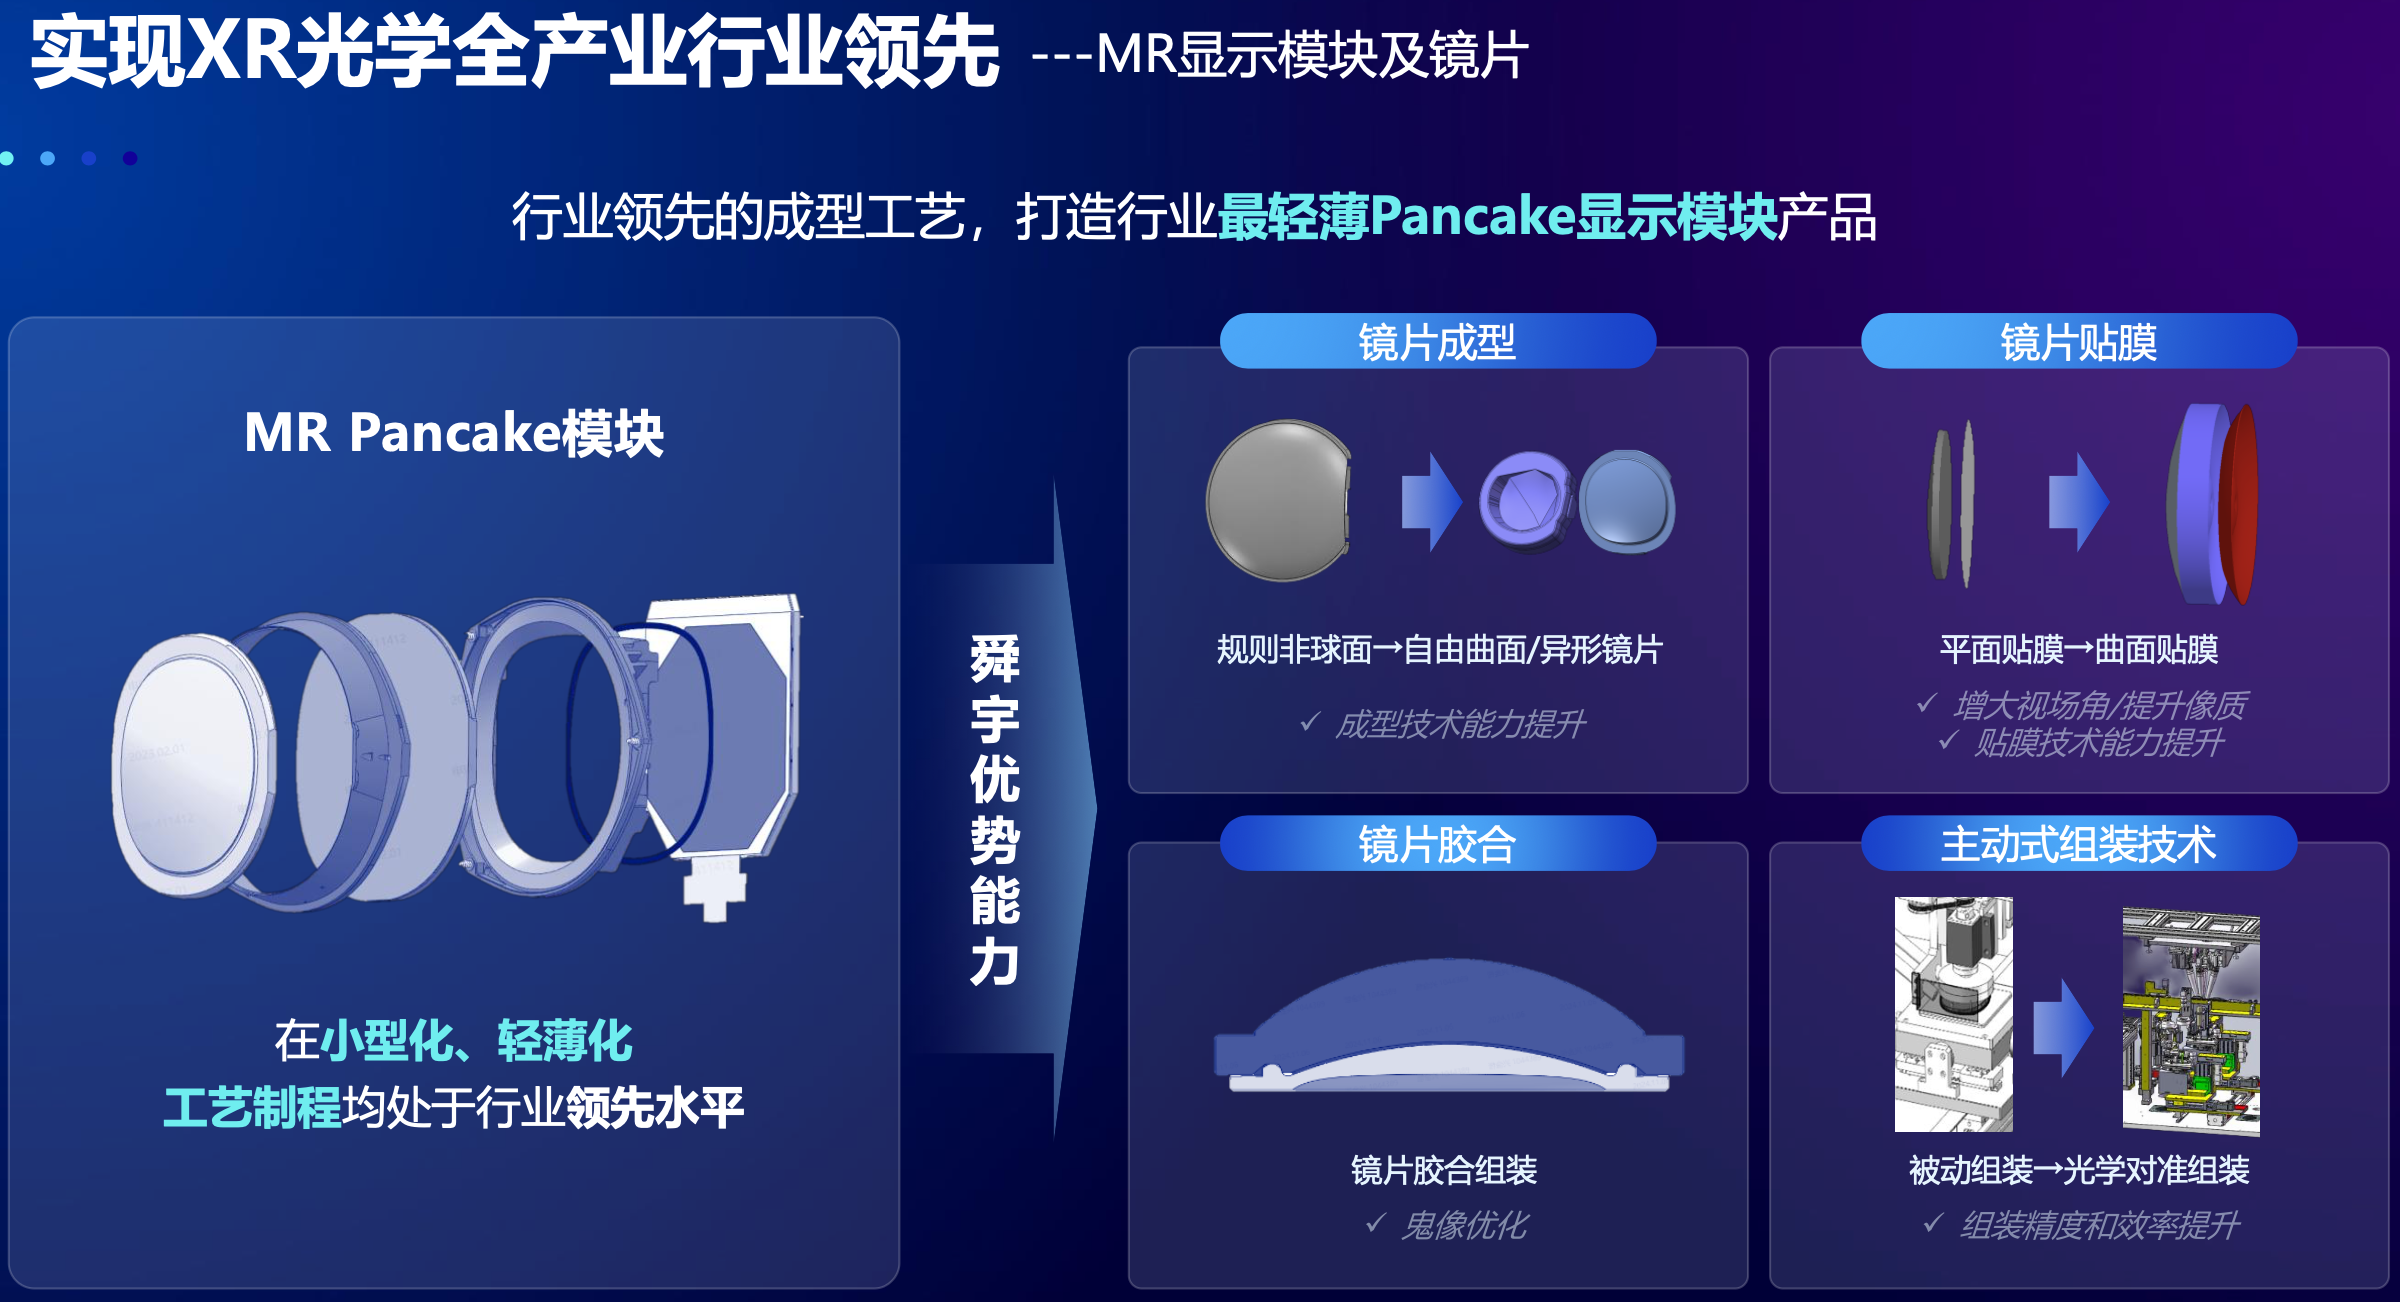 实现XR光学全产业行业领先 ---MR显示模块及镜片
行业领先的成型工艺，打造行业最轻薄Pancake显示模块产品
MR Pancake模块
在小型化、轻薄化
工艺制程均处于行业领先水平
舜宇优势能力
镜片成型
规则非球面→自由曲面/异形镜片
✓ 成型技术能力提升
镜片贴膜
平面贴膜→曲面贴膜
✓ 增大视场角/提升像质
✓ 贴膜技术能力提升
镜片胶合
镜片胶合组装
✓ 鬼像优化
主动式组装技术
被动组装→光学对准组装
✓ 组装精度和效率提升